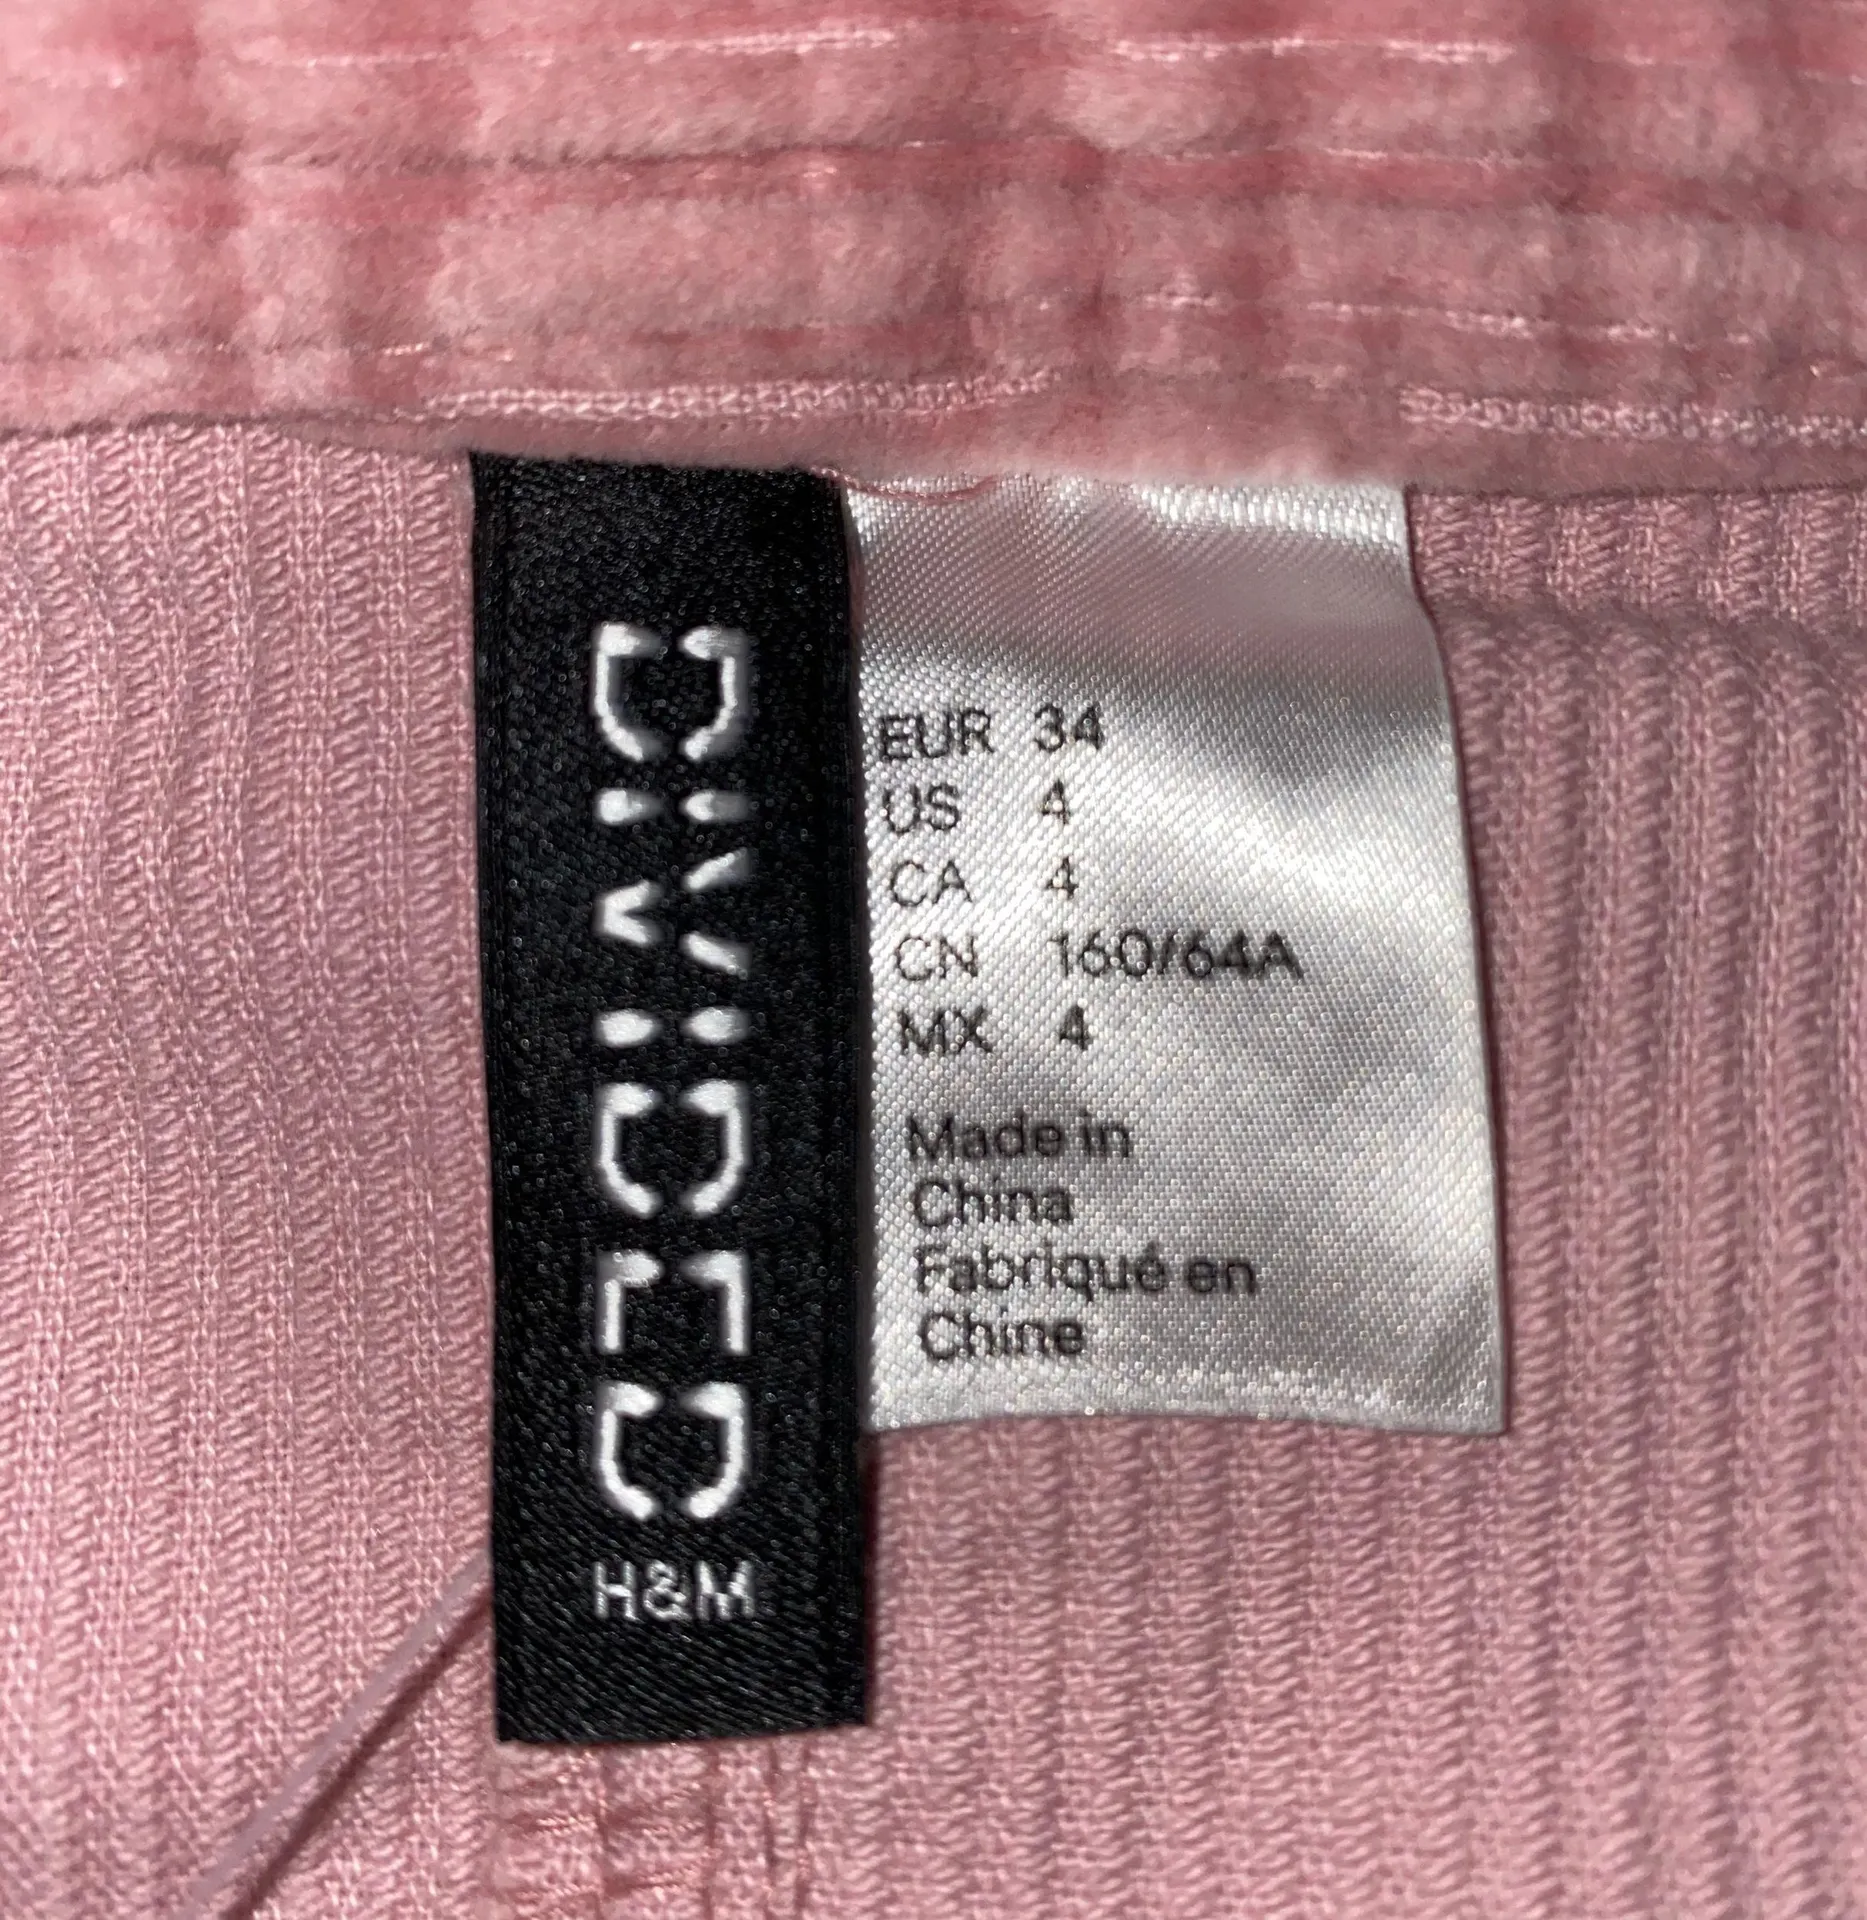 DIVIDED
H&M
EUR 34
US 4
CA 4
CN 160/64A
MX 4
Made in
China
Fabriqué en
Chine